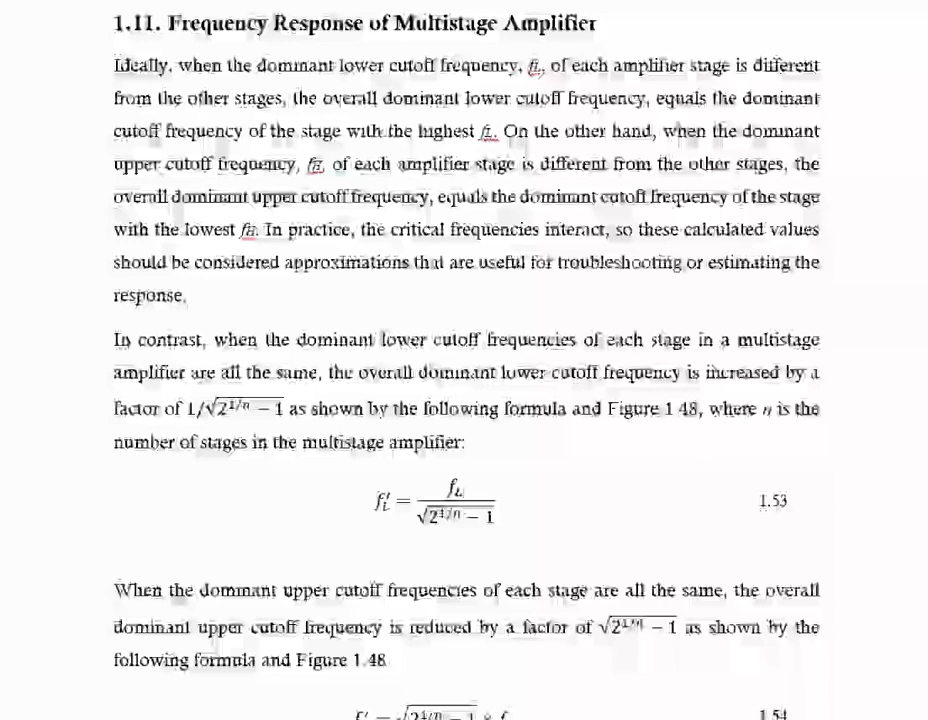 1.11. Frequency Response of Multistage Amplifier
Ideally, when the dominant lower cutoff frequency, fL, of each amplifier stage is different
from the other stages, the overall dominant lower cutoff frequency, equals the dominant
cutoff frequency of the stage with the highest fL. On the other hand, when the dominant
upper cutoff frequency, fH, of each amplifier stage is different from the other stages, the
overall dominant upper cutoff frequency, equals the dominant cutoff frequency of the stage
with the lowest fH. In practice, the critical frequencies interact, so these calculated values
should be considered approximations that are useful for troubleshooting or estimating the
response.
In contrast, when the dominant lower cutoff frequencies of each stage in a multistage
amplifier are all the same, the overall dominant lower cutoff frequency is increased by a
factor of 1/√(2^(1/n) − 1) as shown by the following formula and Figure 1.48, where n is the
number of stages in the multistage amplifier:
f′L = fL / √(2^(1/n) − 1) 1.53
When the dominant upper cutoff frequencies of each stage are all the same, the overall
dominant upper cutoff frequency is reduced by a factor of √(2^(1/n) − 1 as shown by the
following formula and Figure 1.48
1.54